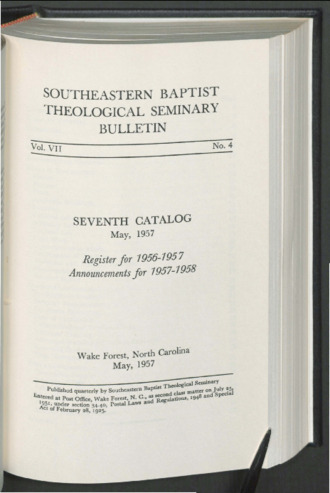 SOUTHEASTERN BAPTIST
THEOLOGICAL SEMINARY
BULLETIN
Vol. VII No. 4
SEVENTH CATALOG
May, 1957
Register for 1956-1957
Announcements for 1957-1958
Wake Forest, North Carolina
May, 1957
Published quarterly by Southeastern Baptist Theological Seminary
Entered at Post Office, Wake Forest, N. C., as second class matter on July 25,
1951, under section 34-40, Postal Laws and Regulations, 1948 and Special
Act of February 28, 1925.